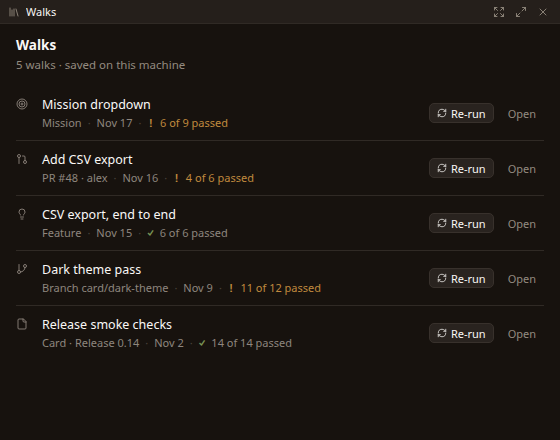 Walks
Walks
5 walks · saved on this machine
Mission dropdown
Mission · Nov 17 · ! 6 of 9 passed
Re-run
Open
Add CSV export
PR #48 · alex · Nov 16 · ! 4 of 6 passed
Re-run
Open
CSV export, end to end
Feature · Nov 15 · ✓ 6 of 6 passed
Re-run
Open
Dark theme pass
Branch card/dark-theme · Nov 9 · ! 11 of 12 passed
Re-run
Open
Release smoke checks
Card · Release 0.14 · Nov 2 · ✓ 14 of 14 passed
Re-run
Open